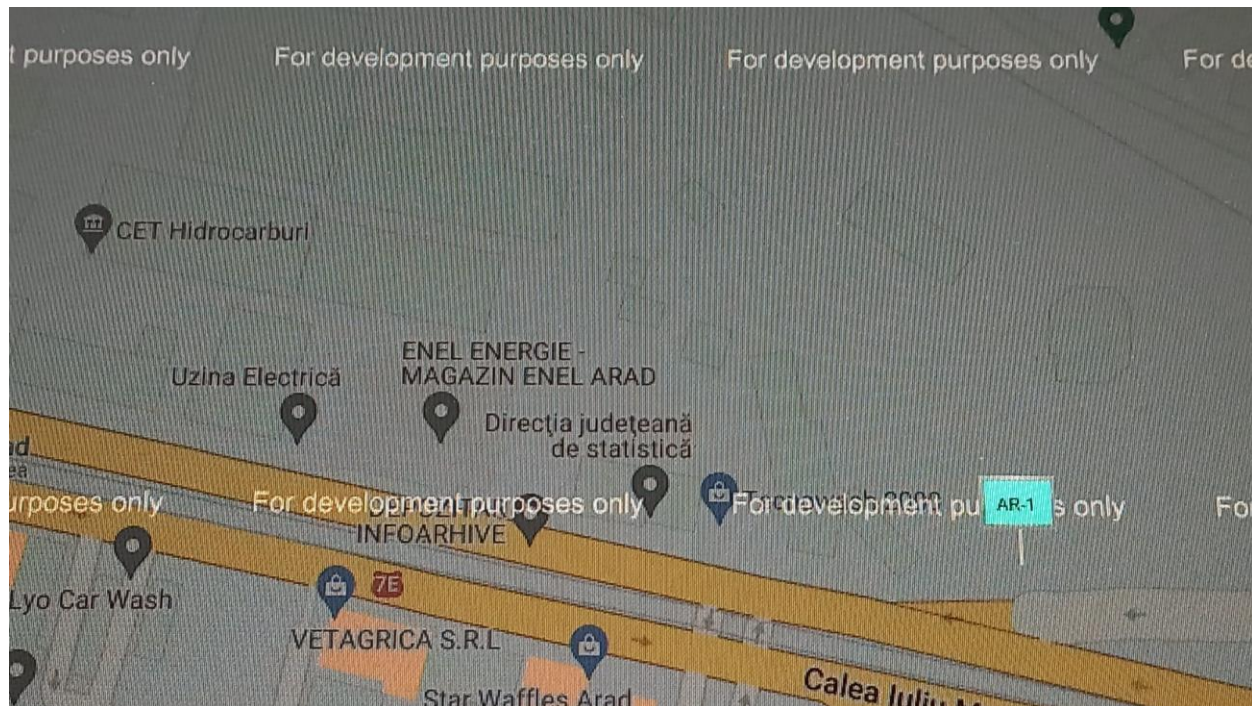 t purposes only
For development purposes only
For development purposes only
For de
CET Hidrocarburi
ENEL ENERGIE -
MAGAZIN ENEL ARAD
Uzina Electrică
Direcția județeană
de statistică
urposes only
For development purposes only
For development pu
AR-1
s only
For
INFOARHIVE
7E
Lyo Car Wash
VETAGRICA S.R.L
Star Waffles Arad
Calea Iuliu M